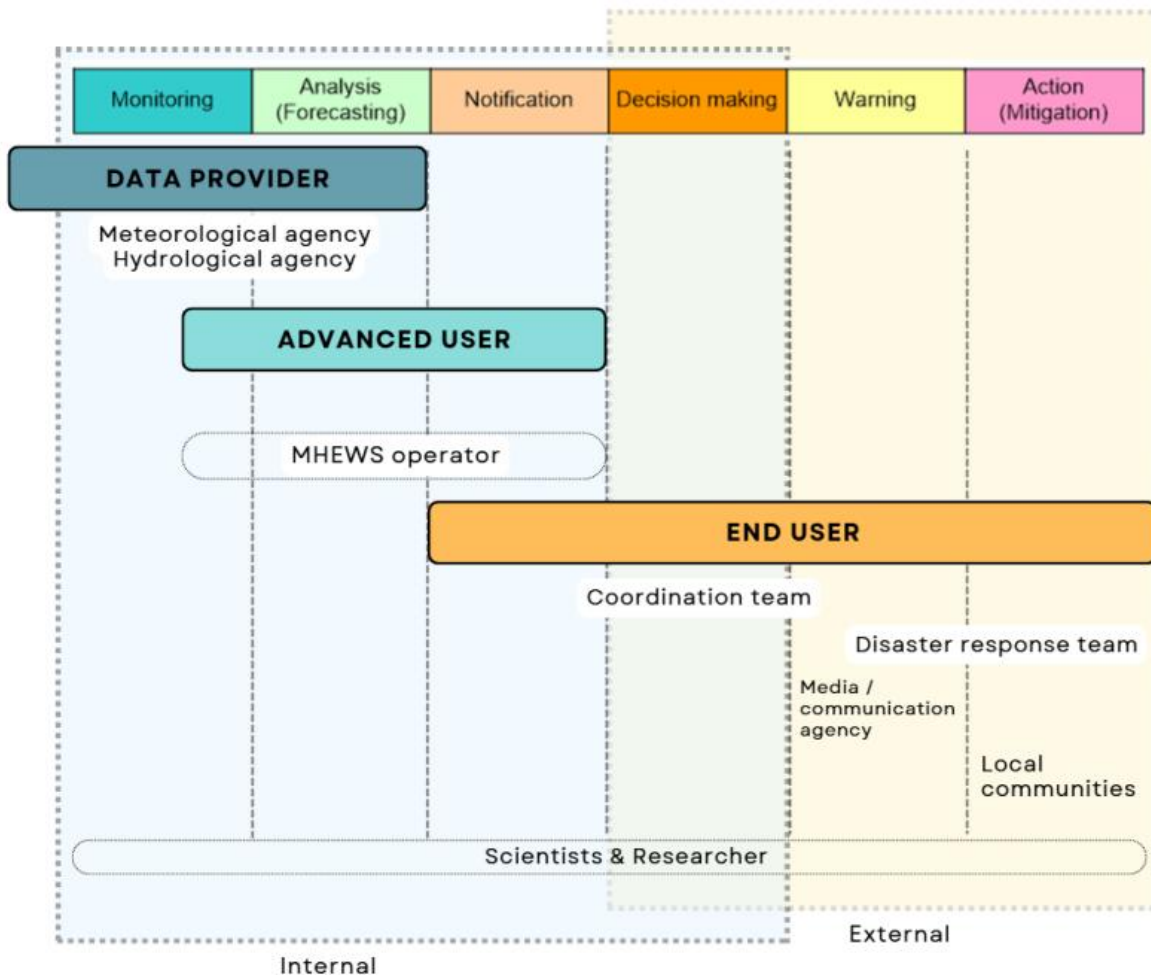 Monitoring
Analysis
(Forecasting)
Notification
Decision making
Warning
Action
(Mitigation)
DATA PROVIDER
Meteorological agency
Hydrological agency
ADVANCED USER
MHEWS operator
END USER
Coordination team
Disaster response team
Media /
communication
agency
Local
communities
Scientists & Researcher
External
Internal